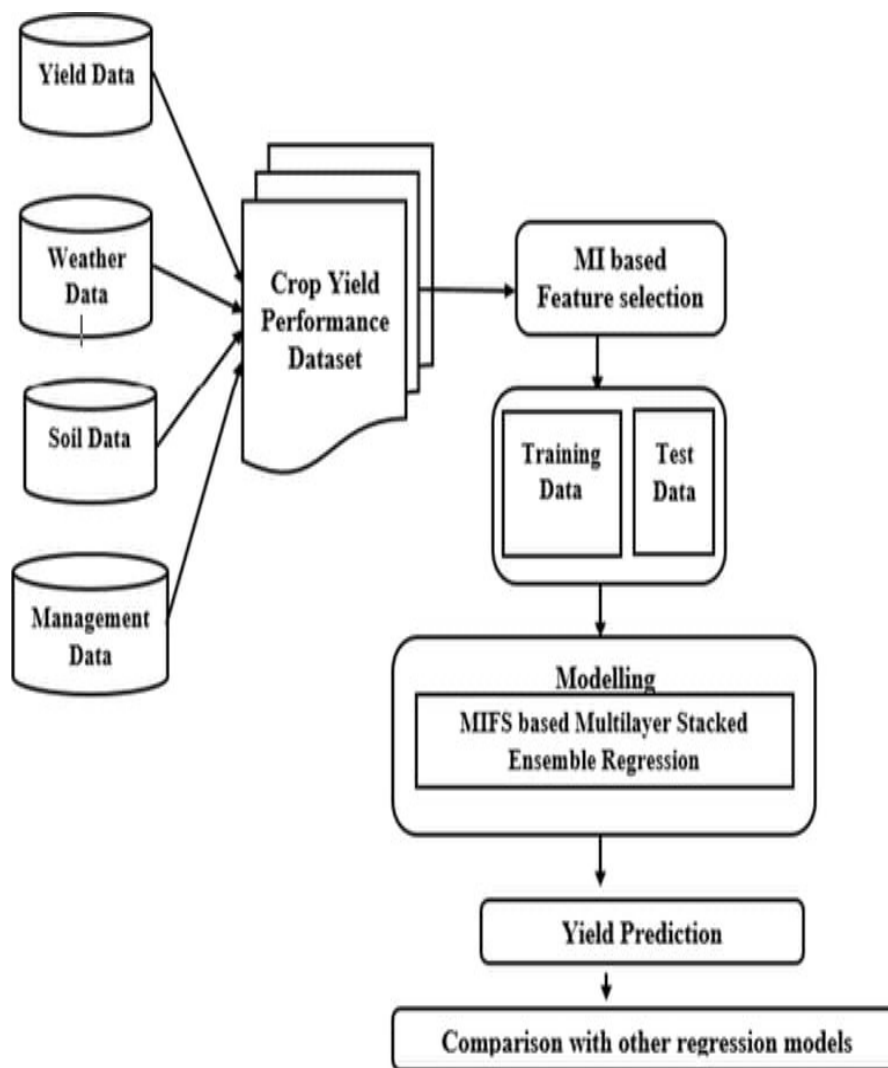 Yield Data
Weather
Data
Soil Data
Management
Data
Crop Yield
Performance
Dataset
MI based
Feature selection
Training
Data
Test
Data
Modelling
MIFS based Multilayer Stacked
Ensemble Regression
Yield Prediction
Comparison with other regression models